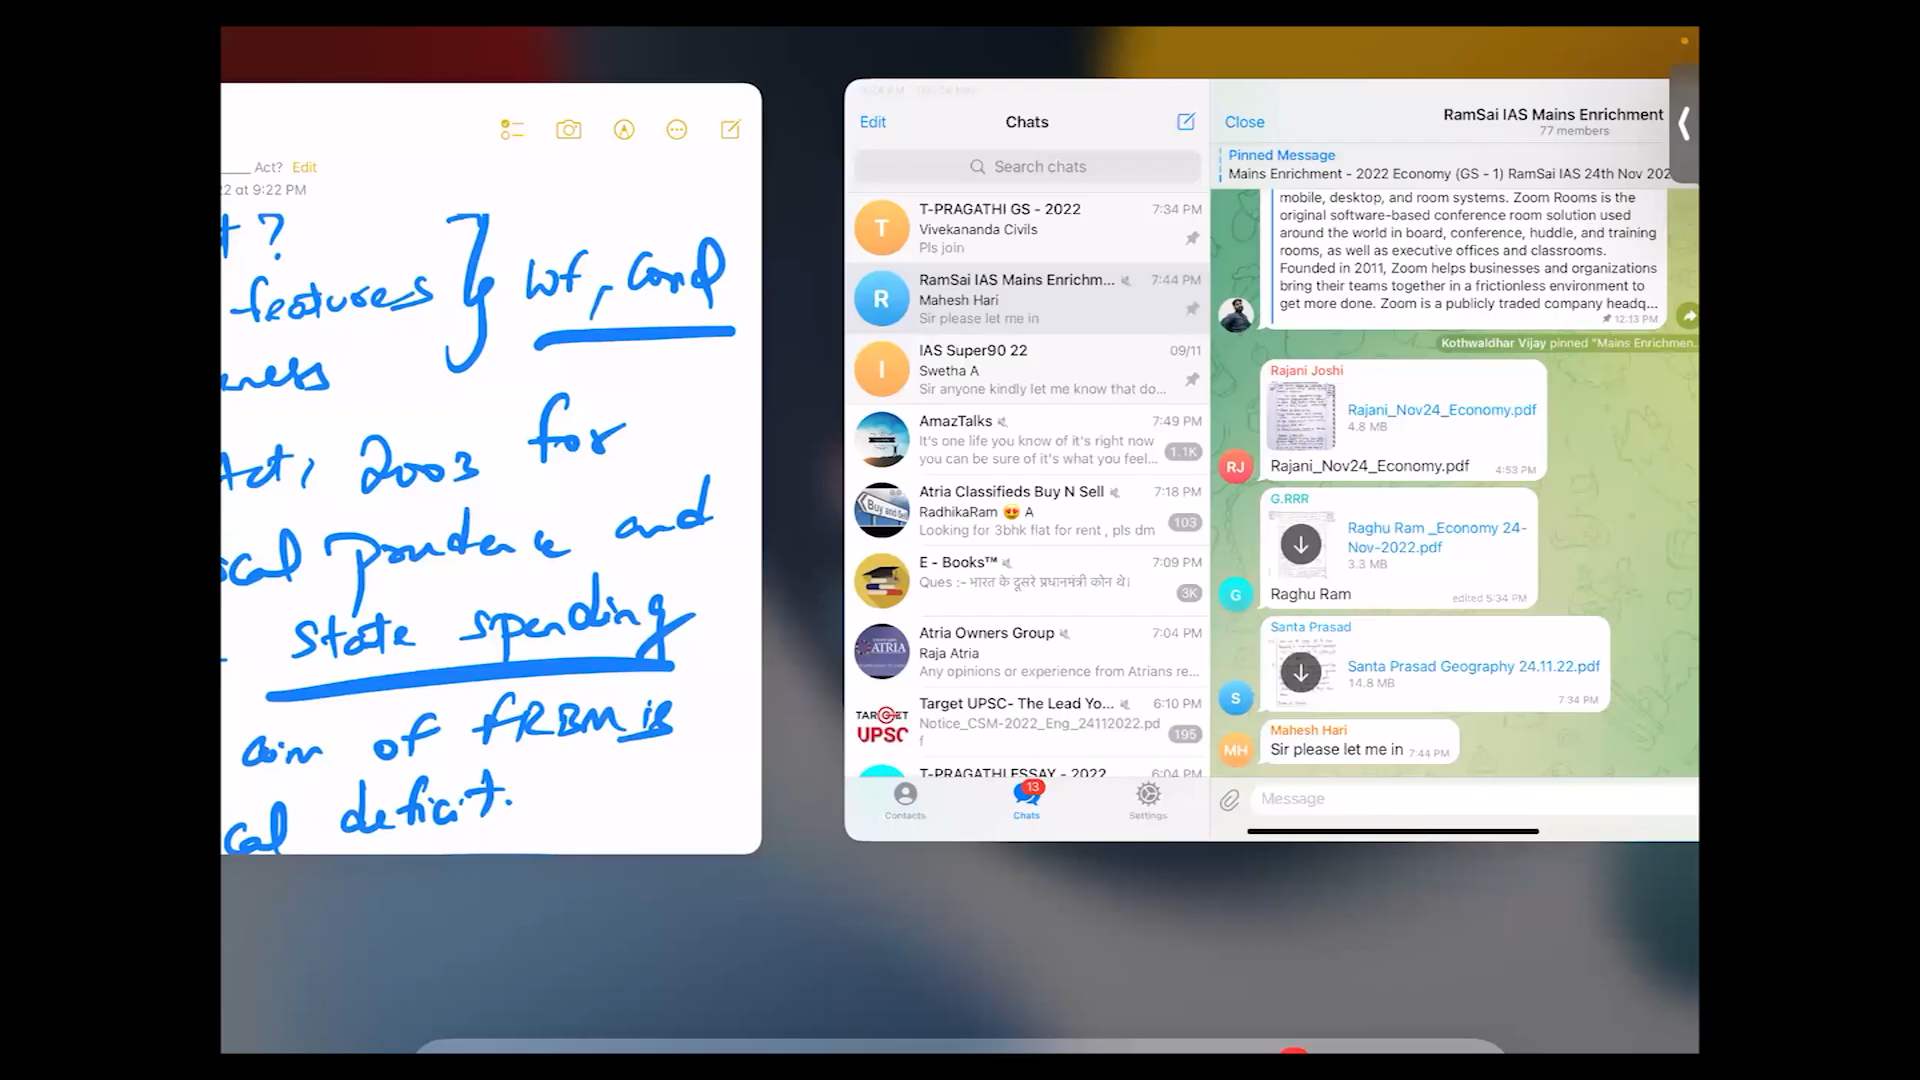 Act? Edit
22 at 9:22 PM
?
features
wt, Cond
Act, 2003 for
prudence and
State spending
aim of FRBM is
deficit.
Edit
Chats
Search chats
T-PRAGATHI GS - 2022 7:34 PM
Vivekananda Civils
Pls join
RamSai IAS Mains Enrichm... 7:44 PM
Mahesh Hari
Sir please let me in
IAS Super90 22 09/11
Swetha A
Sir anyone kindly let me know that do...
AmazTalks 7:49 PM
It's one life you know of it's right now
you can be sure of it's what you feel... 1.1K
Atria Classifieds Buy N Sell 7:18 PM
RadhikaRam 😍 A
Looking for 3bhk flat for rent , pls dm 103
E - Books™ 7:09 PM
Ques :- भारत के दूसरे प्रधानमंत्री कोन थे।
3K
Atria Owners Group 7:04 PM
Raja Atria
Any opinions or experience from Atrians re...
Target UPSC- The Lead Yo... 6:10 PM
Notice_CSM-2022_Eng_24112022.pd
f 195
T-PRAGATHI ESSAY - 2022 6:04 PM
T
R
I
Buy and Sell
ATRIA
TARGET
UPSC
13
Contacts
Chats
Settings
Close
RamSai IAS Mains Enrichment
77 members
Pinned Message
Mains Enrichment - 2022 Economy (GS - 1) RamSai IAS 24th Nov 202
mobile, desktop, and room systems. Zoom Rooms is the
original software-based conference room solution used
around the world in board, conference, huddle, and training
rooms, as well as executive offices and classrooms.
Founded in 2011, Zoom helps businesses and organizations
bring their teams together in a frictionless environment to
get more done. Zoom is a publicly traded company headq...
12:13 PM
Kothwaldhar Vijay pinned "Mains Enrichmen...
Rajani Joshi
Rajani_Nov24_Economy.pdf
4.8 MB
RJ
Rajani_Nov24_Economy.pdf 4:53 PM
G.RRR
Raghu Ram _Economy 24-
Nov-2022.pdf
3.3 MB
G
Raghu Ram edited 5:34 PM
Santa Prasad
Santa Prasad Geography 24.11.22.pdf
14.8 MB
S
7:34 PM
Mahesh Hari
MH
Sir please let me in 7:44 PM
Message